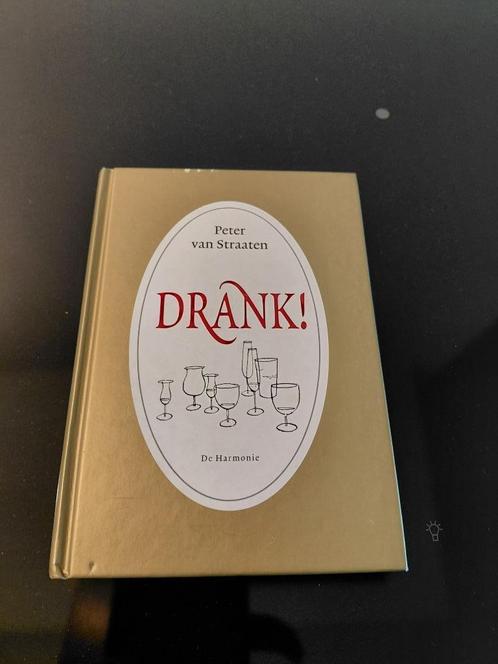 Peter
van Straaten
DRANK!
De Harmonie